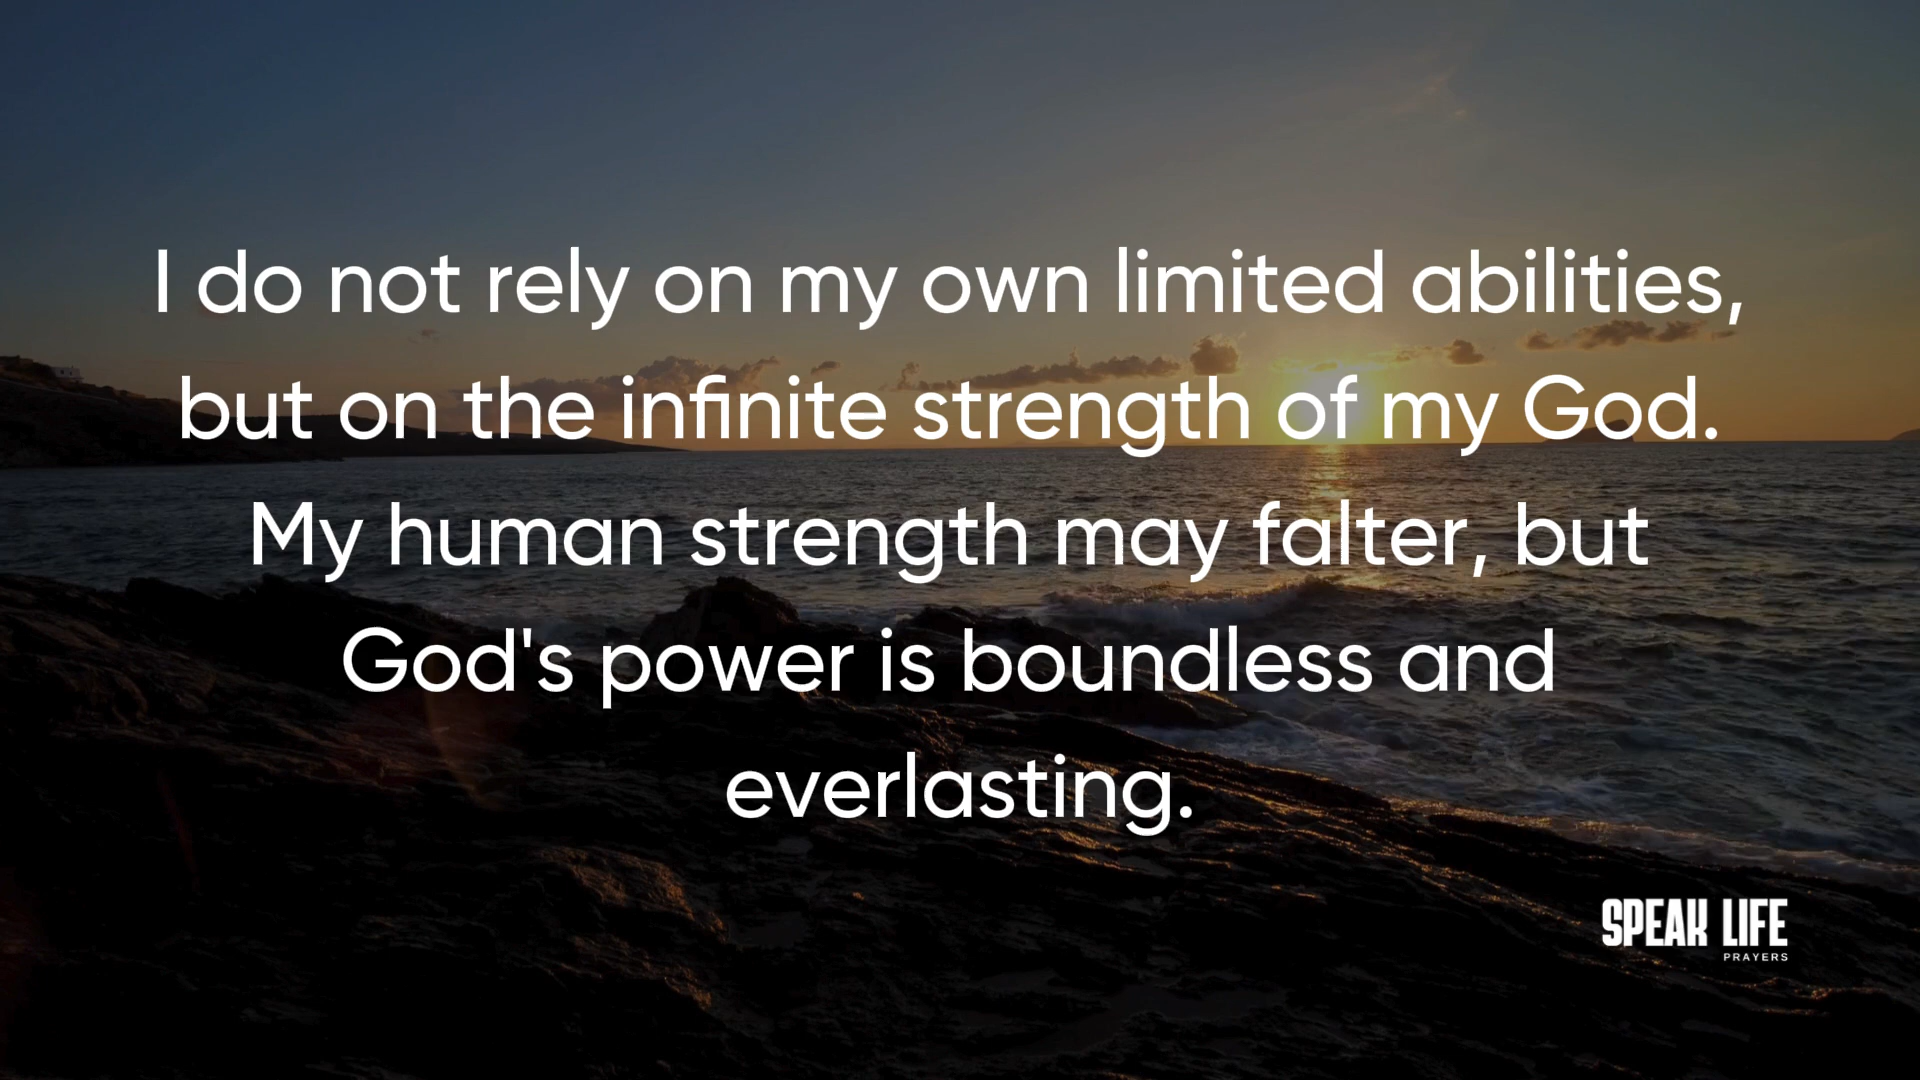 I do not rely on my own limited abilities,
but on the infinite strength of my God.
My human strength may falter, but
God's power is boundless and
everlasting.
SPEAK LIFE
PRAYERS